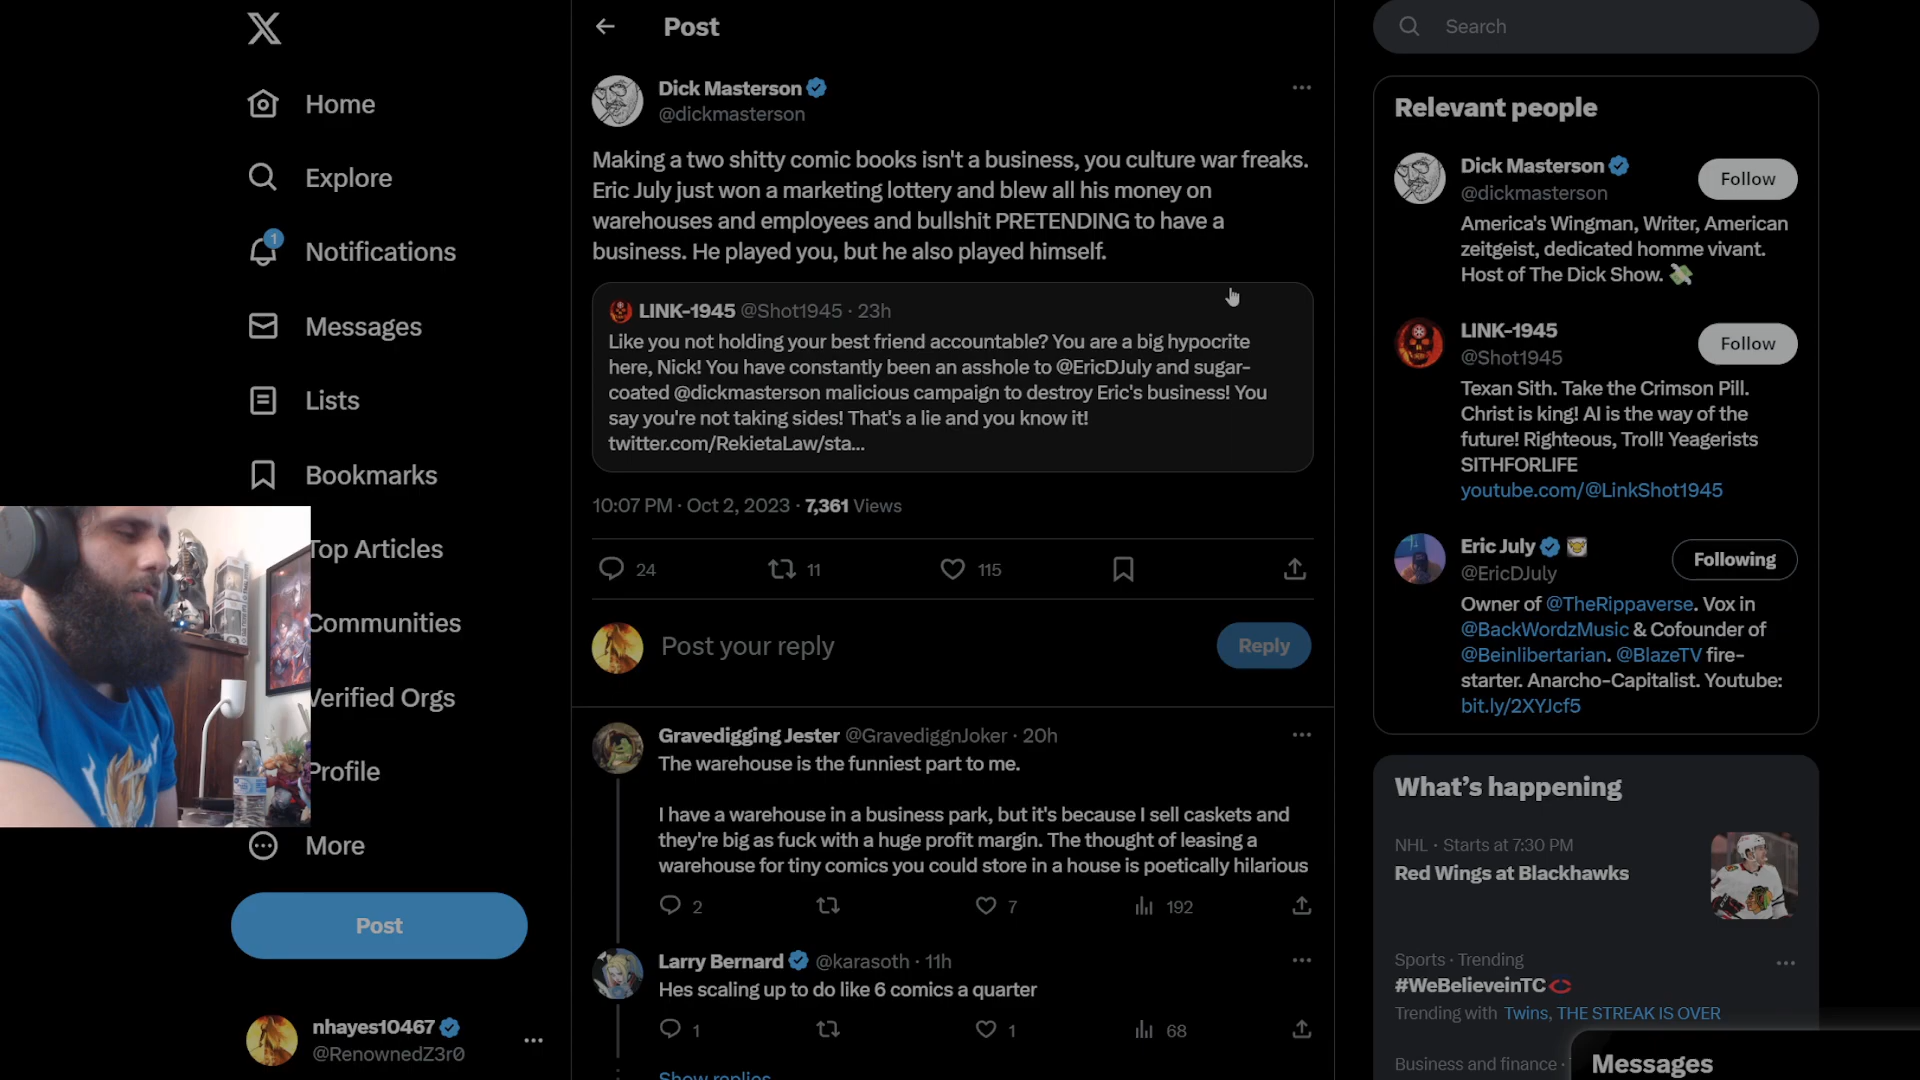 X
Home
Explore
1
Notifications
Messages
Lists
Bookmarks
Top Articles
Communities
Verified Orgs
Profile
More
Post
nhayes10467
@RenownedZ3r0
Post
Dick Masterson
@dickmasterson
Making a two shitty comic books isn't a business, you culture war freaks.
Eric July just won a marketing lottery and blew all his money on
warehouses and employees and bullshit PRETENDING to have a
business. He played you, but he also played himself.
LINK-1945 @Shot1945 · 23h
Like you not holding your best friend accountable? You are a big hypocrite
here, Nick! You have constantly been an asshole to @EricDJuly and sugar-
coated @dickmasterson malicious campaign to destroy Eric's business! You
say you're not taking sides! That's a lie and you know it!
twitter.com/RekietaLaw/sta...
10:07 PM · Oct 2, 2023 · 7,361 Views
24 11 115
Post your reply
Reply
Gravedigging Jester @GravediggnJoker · 20h
The warehouse is the funniest part to me.
I have a warehouse in a business park, but it's because I sell caskets and
they're big as fuck with a huge profit margin. The thought of leasing a
warehouse for tiny comics you could store in a house is poetically hilarious
2 7 192
Larry Bernard @karasoth · 11h
Hes scaling up to do like 6 comics a quarter
1 1 68
Show replies
Search
Relevant people
Dick Masterson
@dickmasterson
Follow
America's Wingman, Writer, American
zeitgeist, dedicated homme vivant.
Host of The Dick Show.
LINK-1945
@Shot1945
Follow
Texan Sith. Take the Crimson Pill.
Christ is king! AI is the way of the
future! Righteous, Troll! Yeagerists
SITHFORLIFE
youtube.com/@LinkShot1945
Eric July
@EricDJuly
Following
Owner of @TheRippaverse. Vox in
@BackWordzMusic & Cofounder of
@Beinlibertarian. @BlazeTV fire-
starter. Anarcho-Capitalist. Youtube:
bit.ly/2XYJcf5
What's happening
NHL · Starts at 7:30 PM
Red Wings at Blackhawks
Sports · Trending
#WeBelieveinTC
Trending with Twins, THE STREAK IS OVER
Business and finance ·
Messages